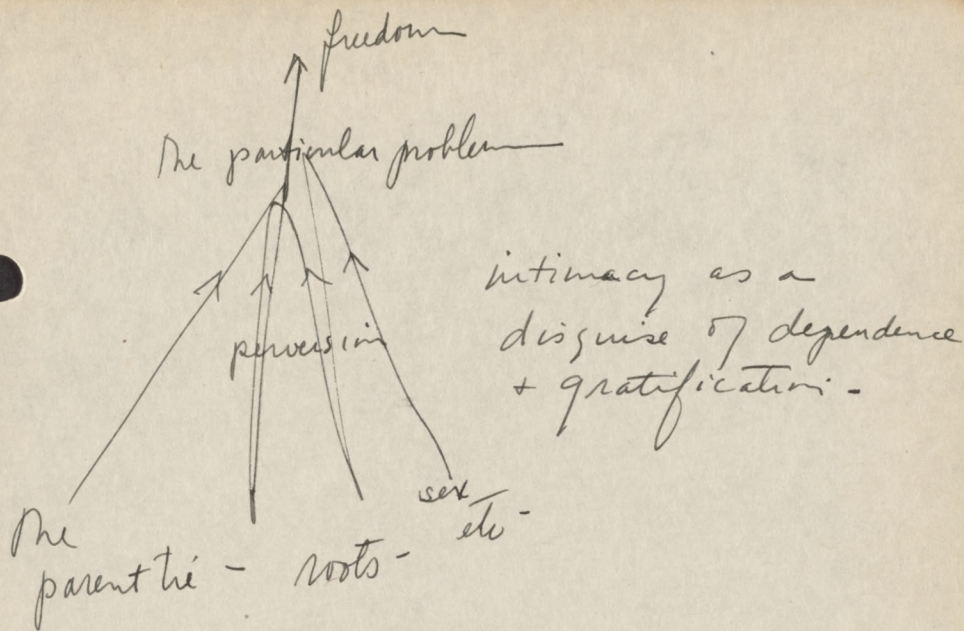 freedom
The particular problem
perversion
intimacy as a
disguise of dependence
+ gratification -
The
parent tie - roots -
sex
etc -